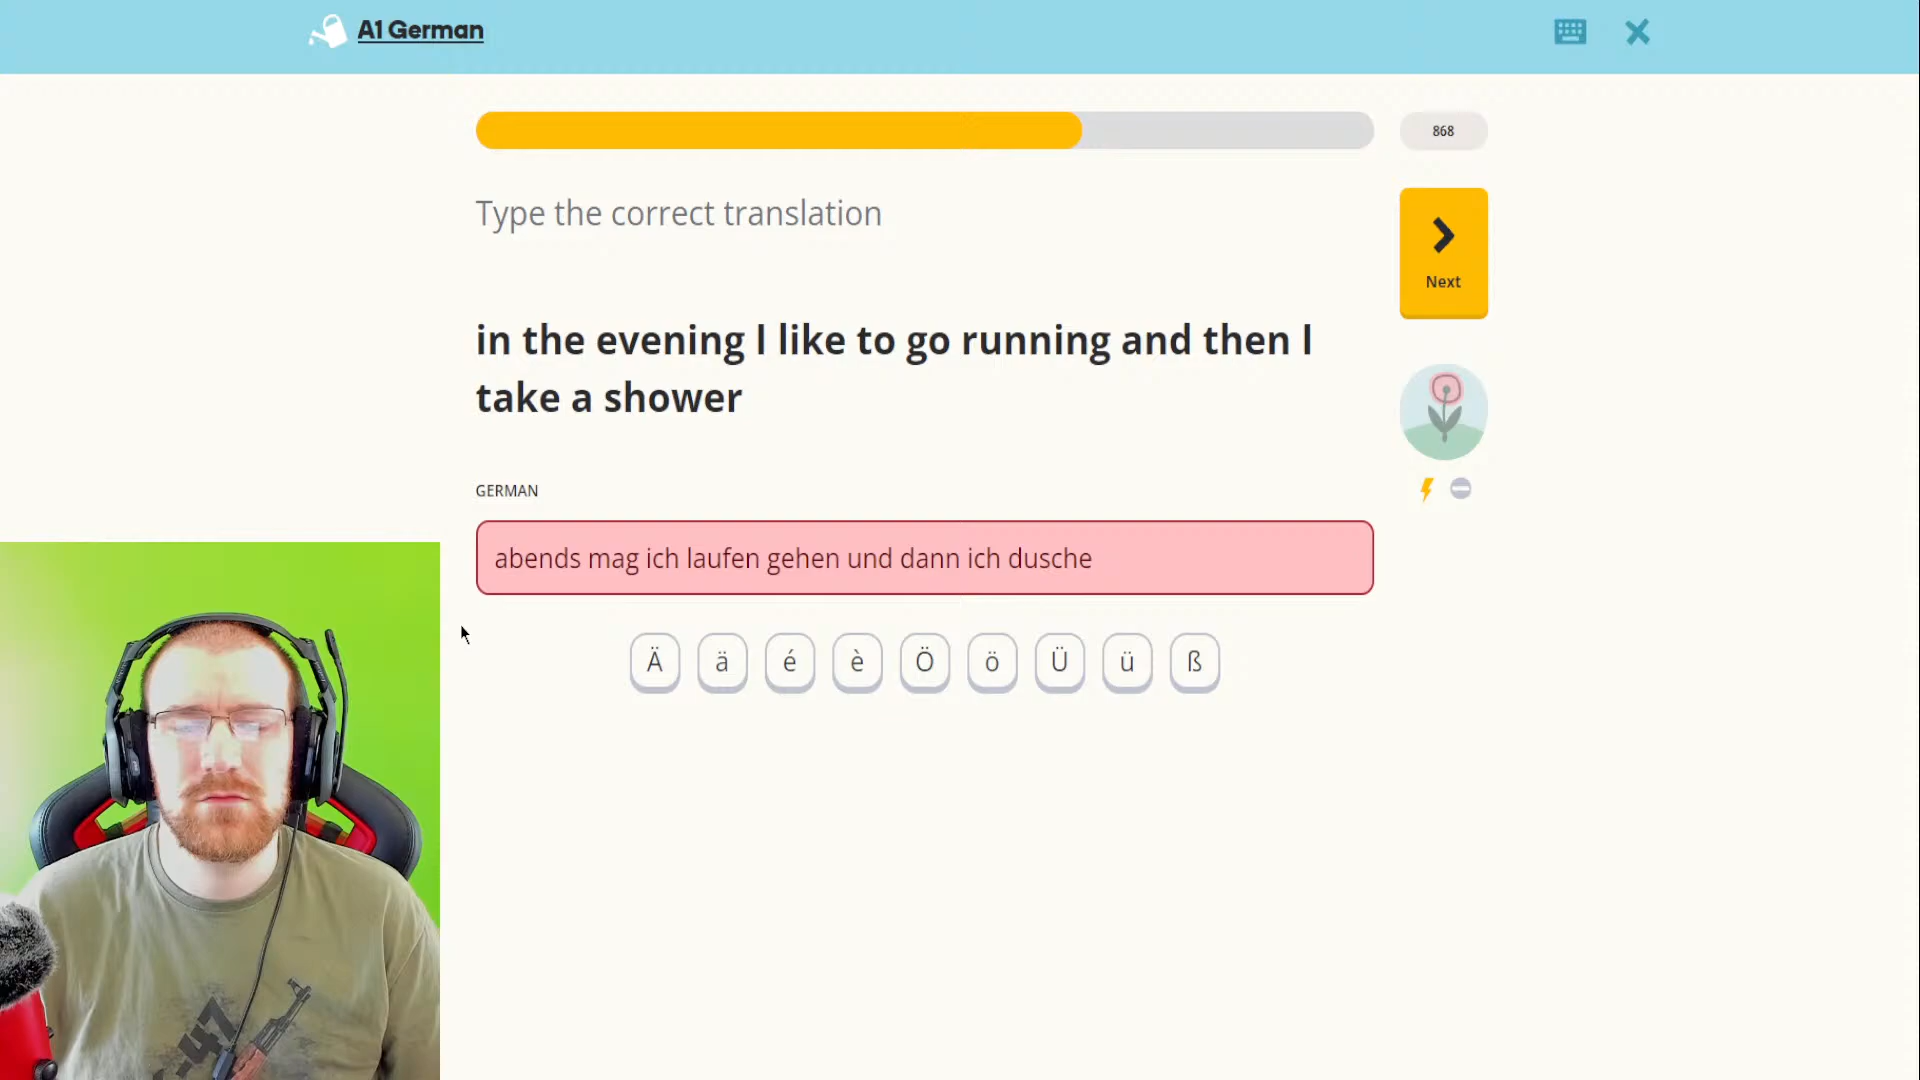 A1 German
868
Type the correct translation
Next
in the evening I like to go running and then I
take a shower
GERMAN
abends mag ich laufen gehen und dann ich dusche
Ä ä é è Ö ö Ü ü ß
47